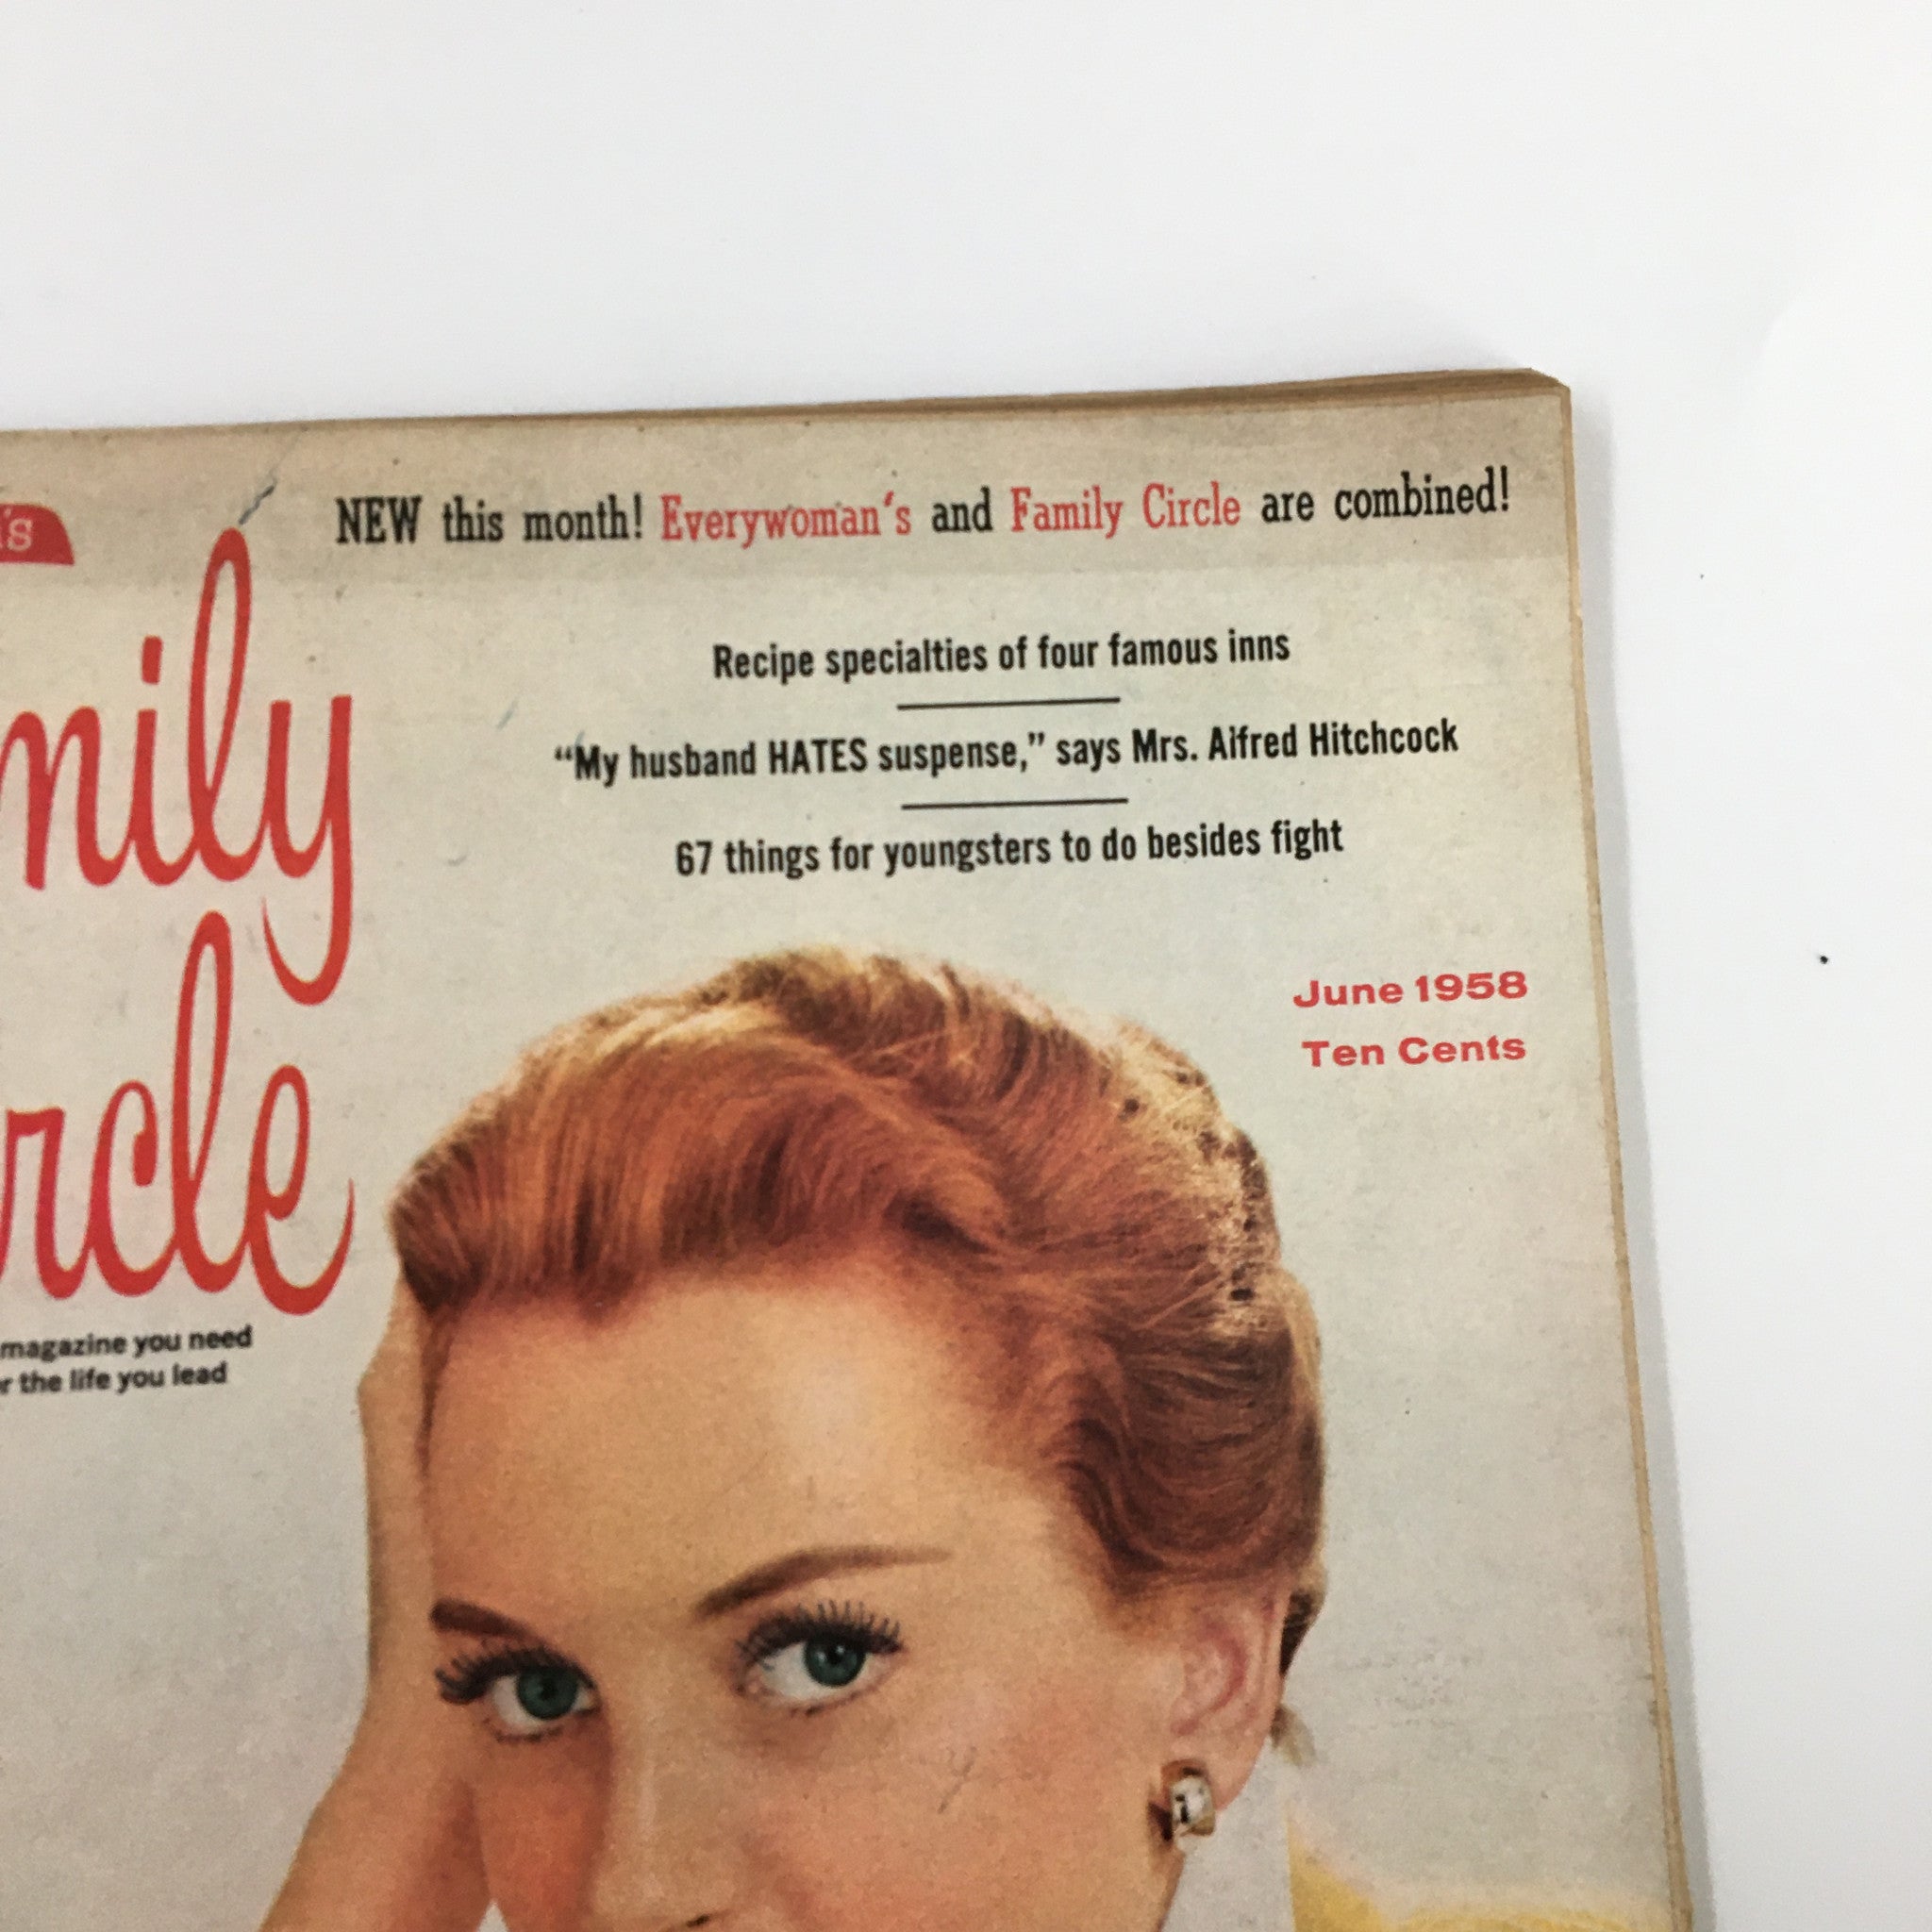 's
NEW this month! Everywoman's and Family Circle are combined!
mily
rcle
Recipe specialties of four famous inns
“My husband HATES suspense,” says Mrs. Alfred Hitchcock
67 things for youngsters to do besides fight
June 1958
Ten Cents
magazine you need
r the life you lead